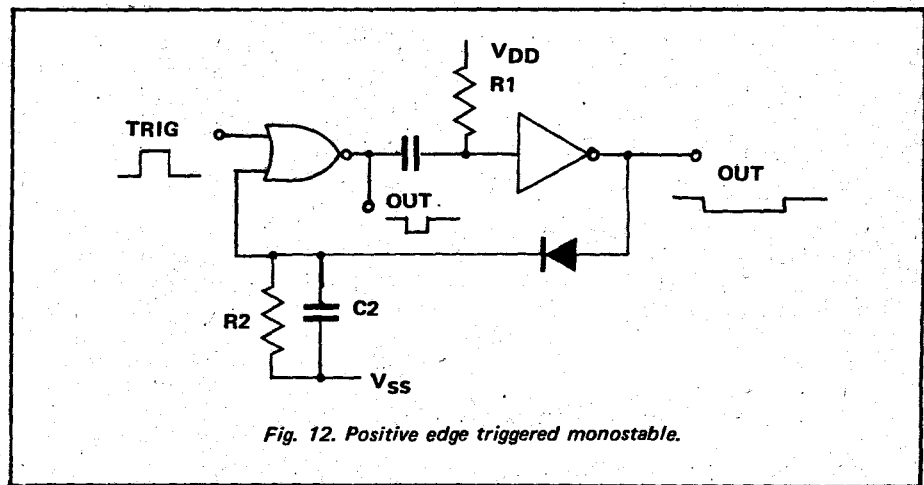 VDD
R1
TRIG
OUT
OUT
R2
C2
VSS
Fig. 12. Positive edge triggered monostable.